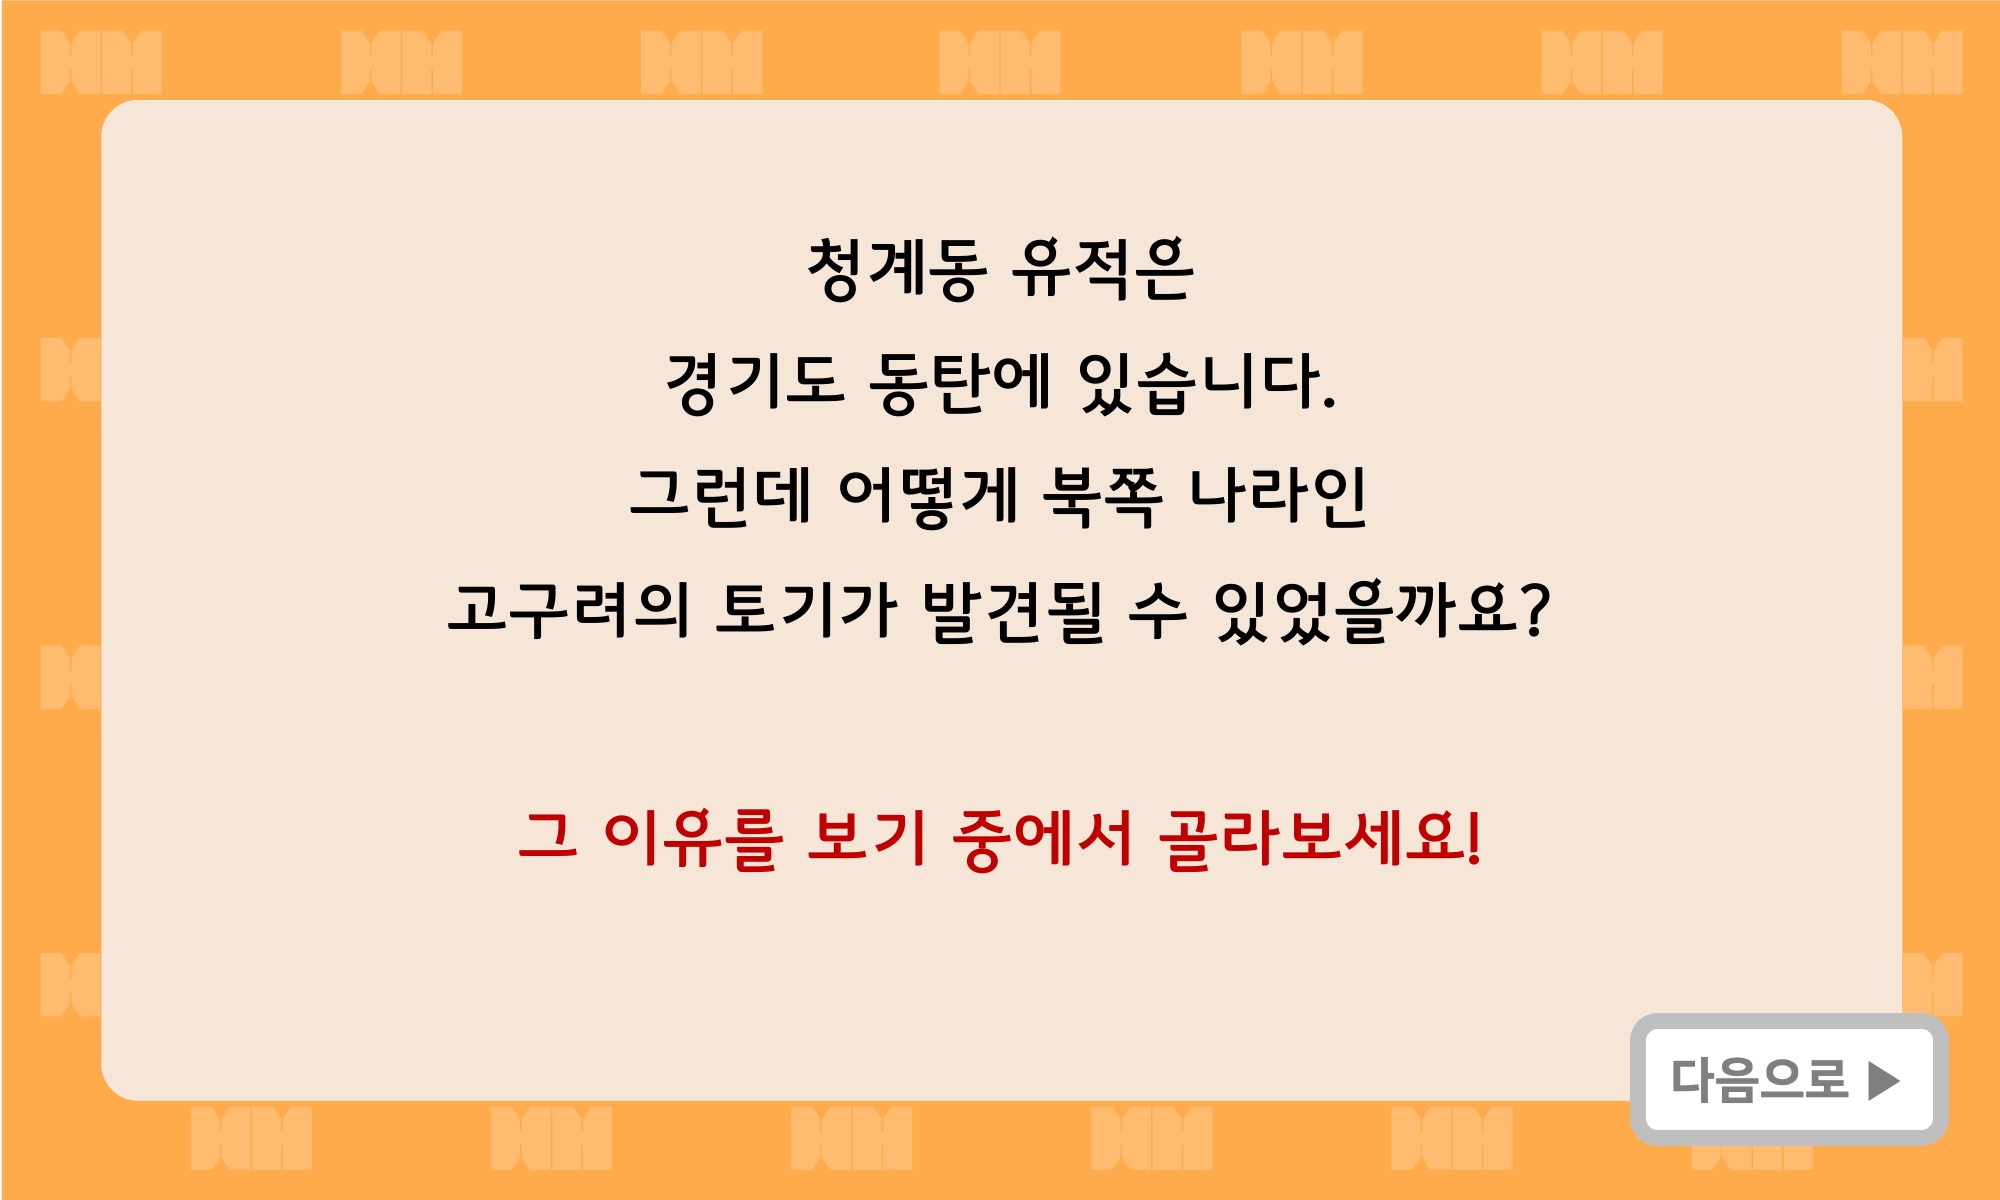 청계동 유적은
경기도 동탄에 있습니다.
그런데 어떻게 북쪽 나라인
고구려의 토기가 발견될 수 있었을까요?
그 이유를 보기 중에서 골라보세요!
다음으로 ▶